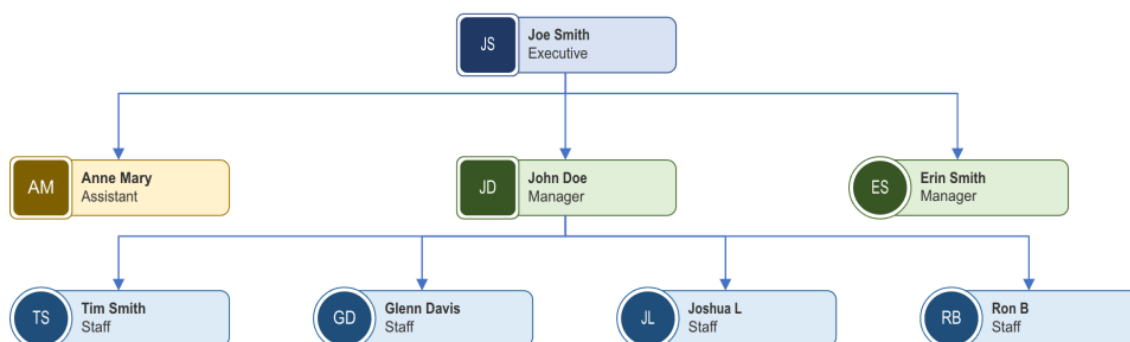 JS
Joe Smith
Executive
AM
Anne Mary
Assistant
JD
John Doe
Manager
ES
Erin Smith
Manager
TS
Tim Smith
Staff
GD
Glenn Davis
Staff
JL
Joshua L
Staff
RB
Ron B
Staff